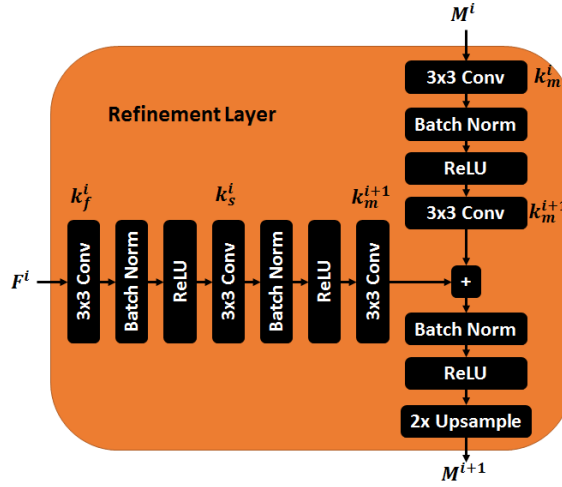 M^i
3x3 Conv
k_m^i
Refinement Layer
Batch Norm
ReLU
3x3 Conv
k_m^{i+1}
k_f^i
k_s^i
k_m^{i+1}
F^i
3x3 Conv
Batch Norm
ReLU
3x3 Conv
Batch Norm
ReLU
3x3 Conv
+
Batch Norm
ReLU
2x Upsample
M^{i+1}